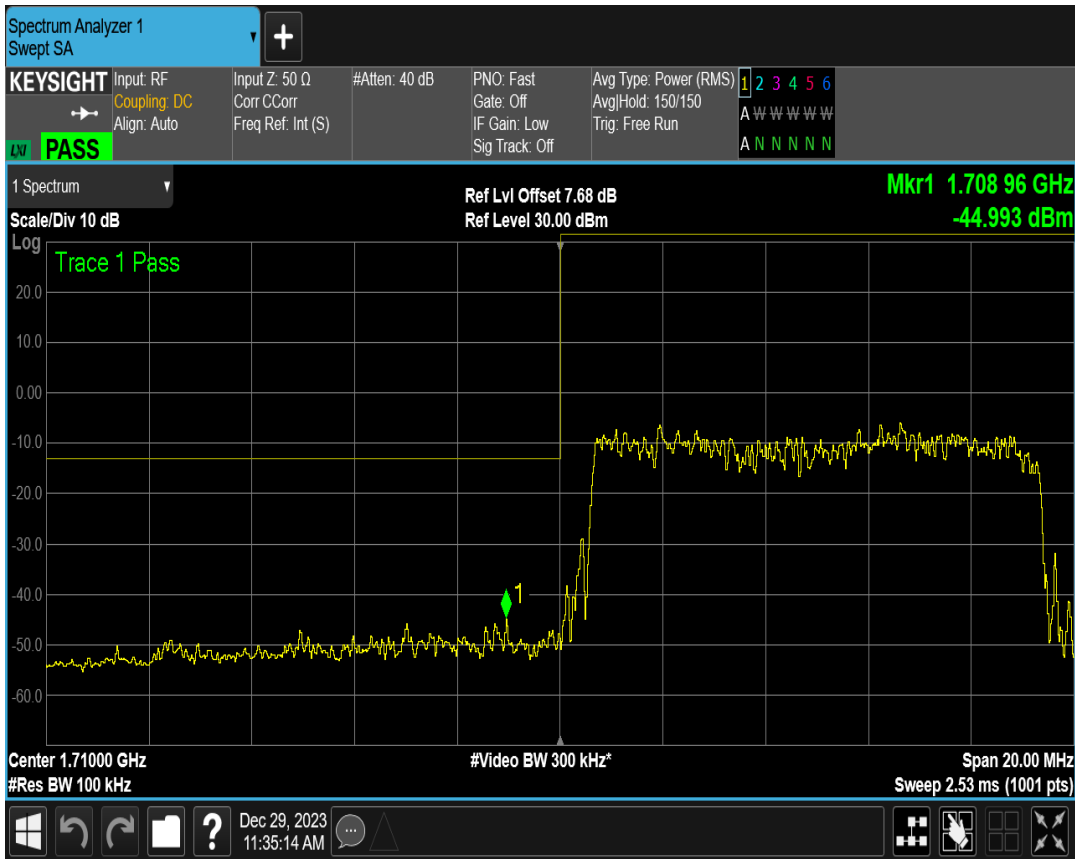 Spectrum Analyzer 1
Swept SA
+
KEYSIGHT
LXI PASS
Input: RF
Coupling: DC
Align: Auto
Input Z: 50 Ω
Corr CCorr
Freq Ref: Int (S)
#Atten: 40 dB
PNO: Fast
Gate: Off
IF Gain: Low
Sig Track: Off
Avg Type: Power (RMS)
Avg|Hold: 150/150
Trig: Free Run
1 2 3 4 5 6
A W W W W W
A N N N N N
1 Spectrum
Scale/Div 10 dB
Ref Lvl Offset 7.68 dB
Ref Level 30.00 dBm
Mkr1 1.708 96 GHz
-44.993 dBm
Log
Trace 1 Pass
20.0
10.0
0.00
-10.0
-20.0
-30.0
-40.0
-50.0
-60.0
1
Center 1.71000 GHz
#Res BW 100 kHz
#Video BW 300 kHz*
Span 20.00 MHz
Sweep 2.53 ms (1001 pts)
?
Dec 29, 2023
11:35:14 AM